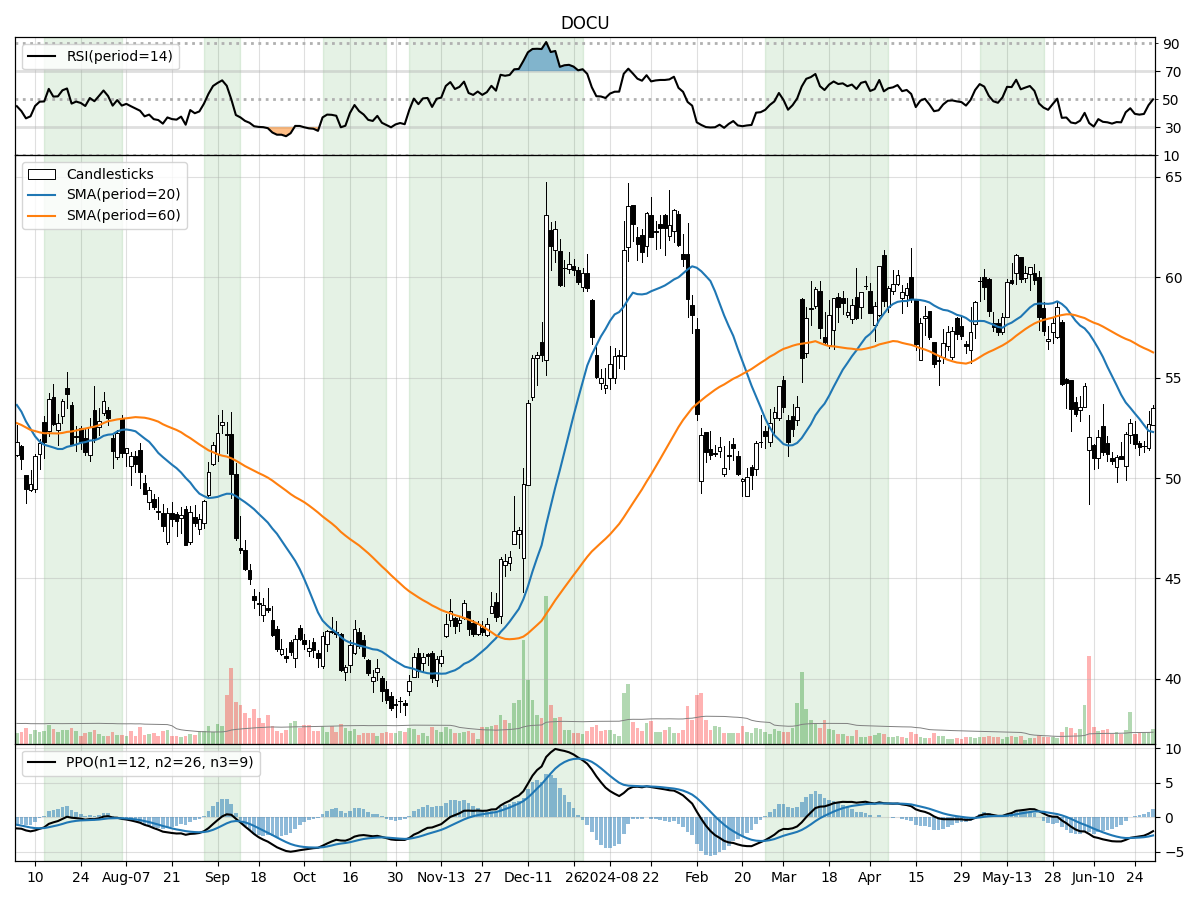 DOCU
RSI(period=14)
90
70
50
30
10
Candlesticks
SMA(period=20)
SMA(period=60)
65
60
55
50
45
40
PPO(n1=12, n2=26, n3=9)
10
5
0
−5
10 24 Aug-07 21 Sep 18 Oct 16 30 Nov-13 27 Dec-11 26 2024-08 22 Feb 20 Mar 18 Apr 15 29 May-13 28 Jun-10 24